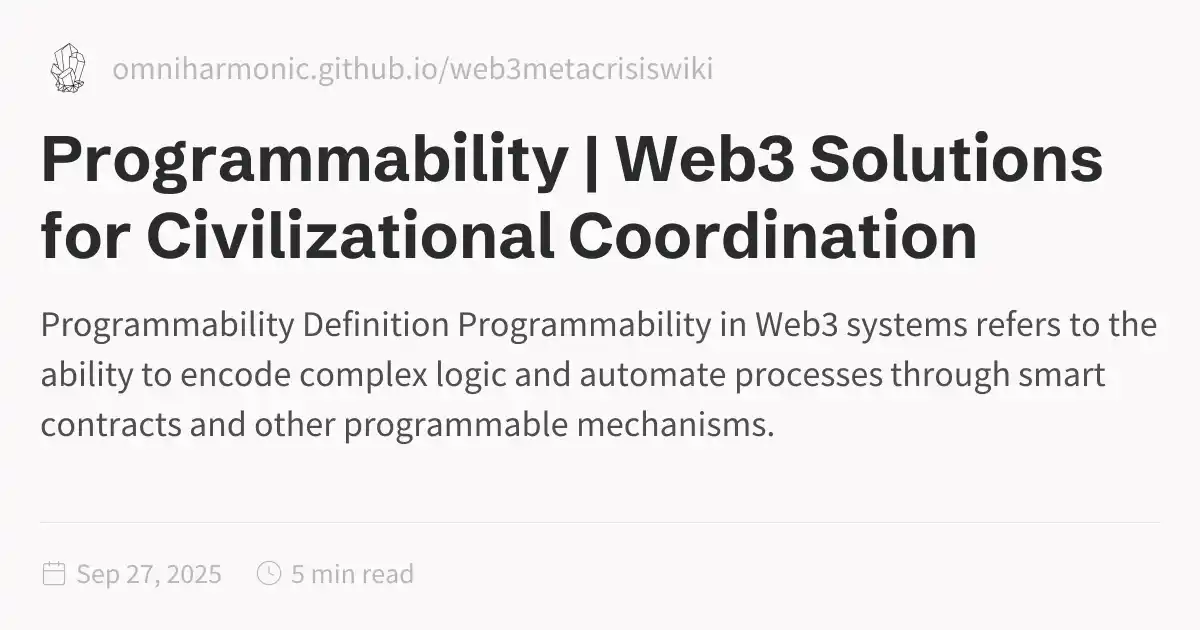 omniharmonic.github.io/web3metacrisiswiki
Programmability | Web3 Solutions
for Civilizational Coordination
Programmability Definition Programmability in Web3 systems refers to the
ability to encode complex logic and automate processes through smart
contracts and other programmable mechanisms.
Sep 27, 2025 5 min read